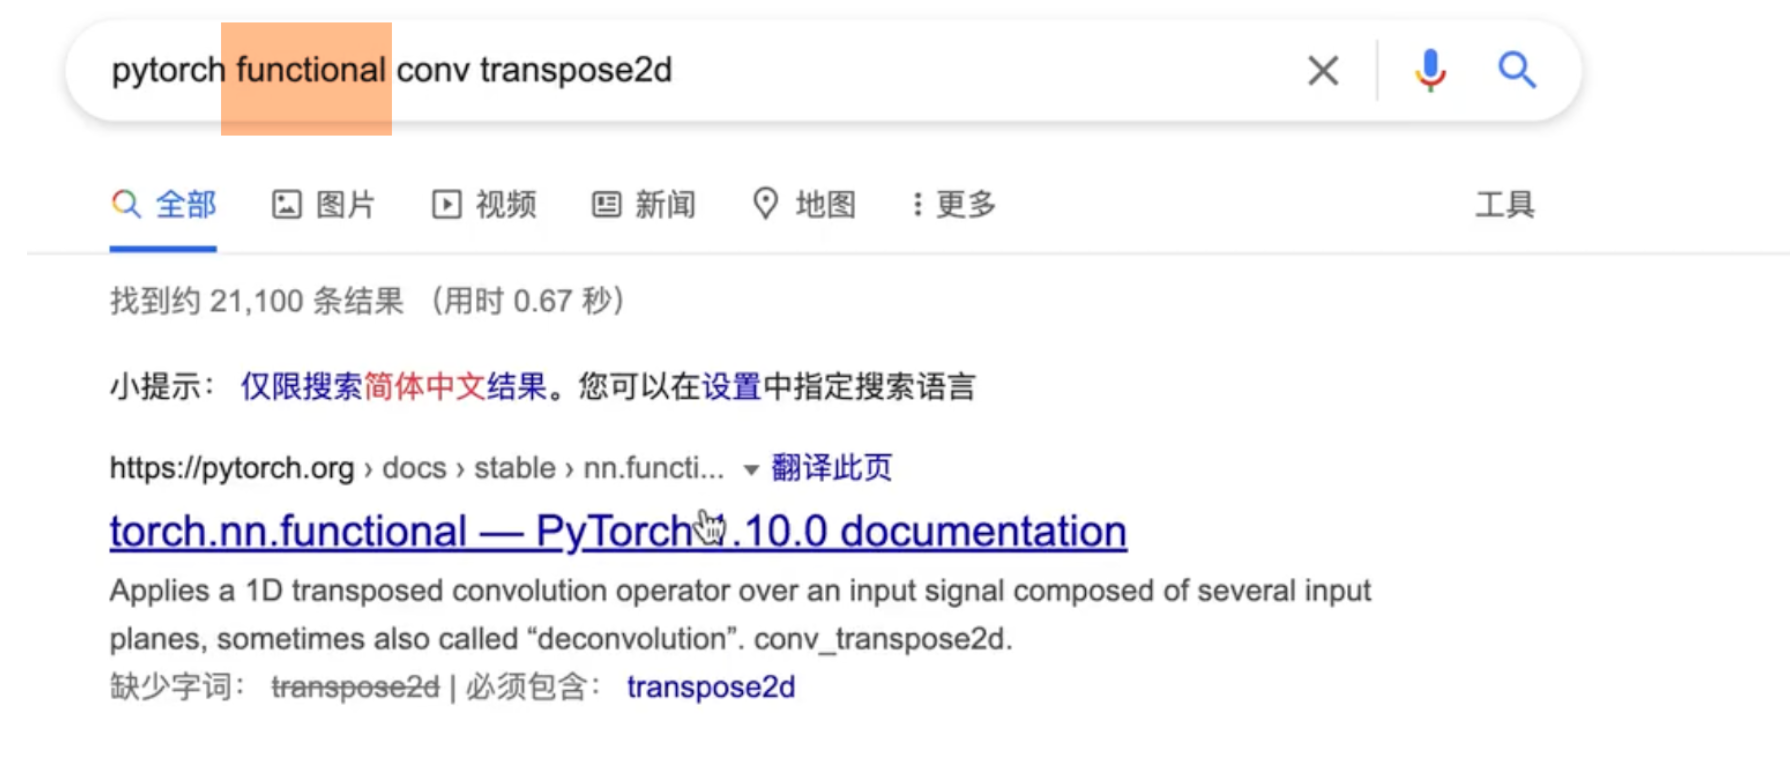 pytorch functional conv transpose2d
全部 图片 视频 新闻 地图 更多 工具
找到约 21,100 条结果 （用时 0.67 秒）
小提示： 仅限搜索简体中文结果。您可以在设置中指定搜索语言
https://pytorch.org › docs › stable › nn.functi... 翻译此页
torch.nn.functional — PyTorch 1.10.0 documentation
Applies a 1D transposed convolution operator over an input signal composed of several input
planes, sometimes also called “deconvolution”. conv_transpose2d.
缺少字词： transpose2d | 必须包含： transpose2d